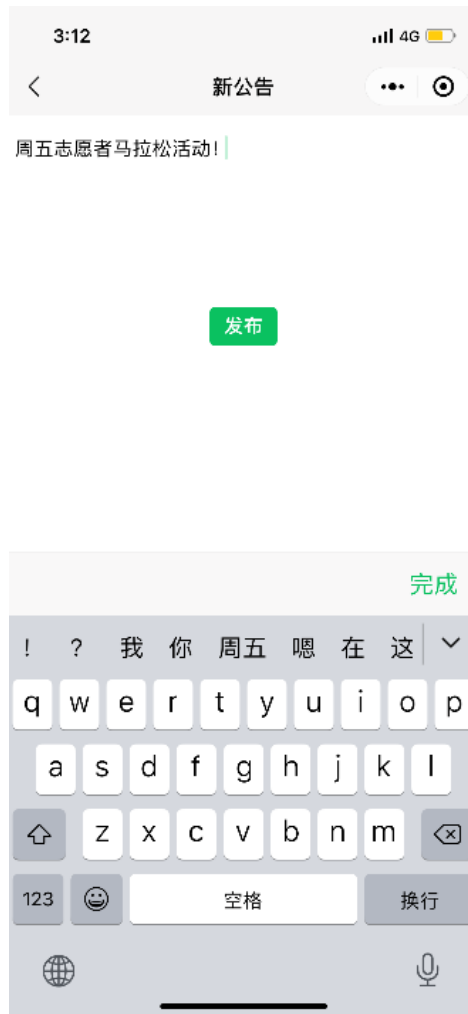 3:12 4G
新公告
周五志愿者马拉松活动!
发布
完成
! ? 我 你 周五 嗯 在 这
q w e r t y u i o p
a s d f g h j k l
z x c v b n m
123 空格 换行